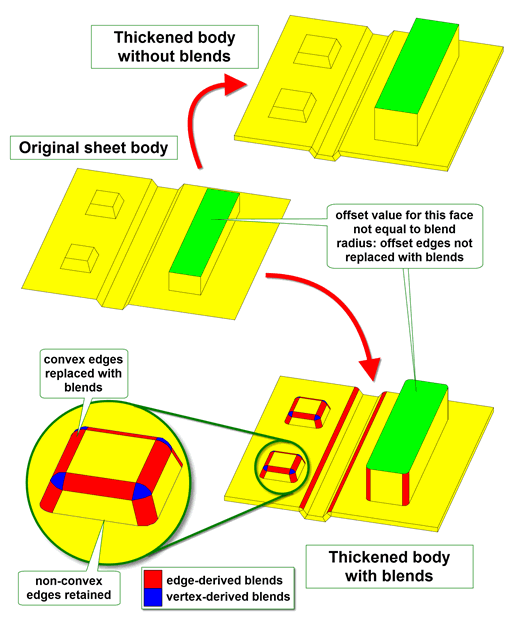 Thickened body
without blends
Original sheet body
offset value for this face
not equal to blend
radius: offset edges not
replaced with blends
convex edges
replaced with
blends
non-convex
edges retained
edge-derived blends
vertex-derived blends
Thickened body
with blends